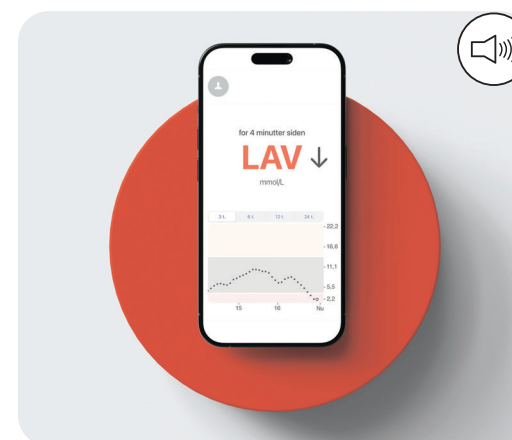 for 4 minutter siden
LAV
mmol/L
3 t. 6 t. 12 t. 24 t.
22,2
16,6
11,1
5,5
2,2
15 16 Nu